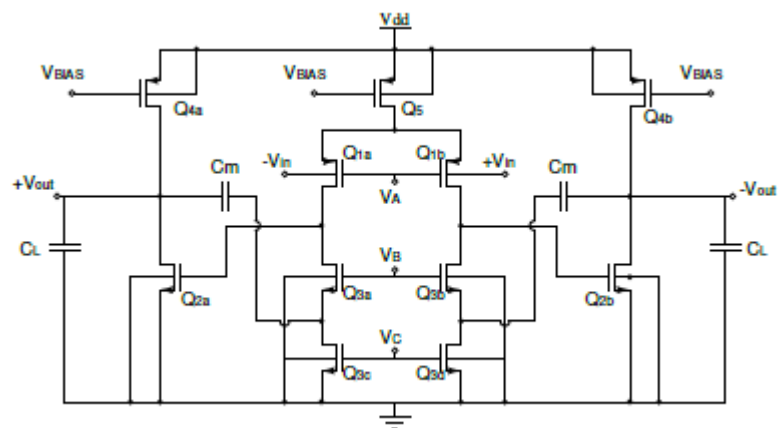 Vdd
VBIAS
VBIAS
VBIAS
Q4a
Q5
Q4b
Q1a
Q1b
-Vin
+Vin
Cm
Cm
VA
+Vout
-Vout
CL
VB
CL
Q2a
Q3a
Q3b
Q2b
VC
Q3c
Q3d